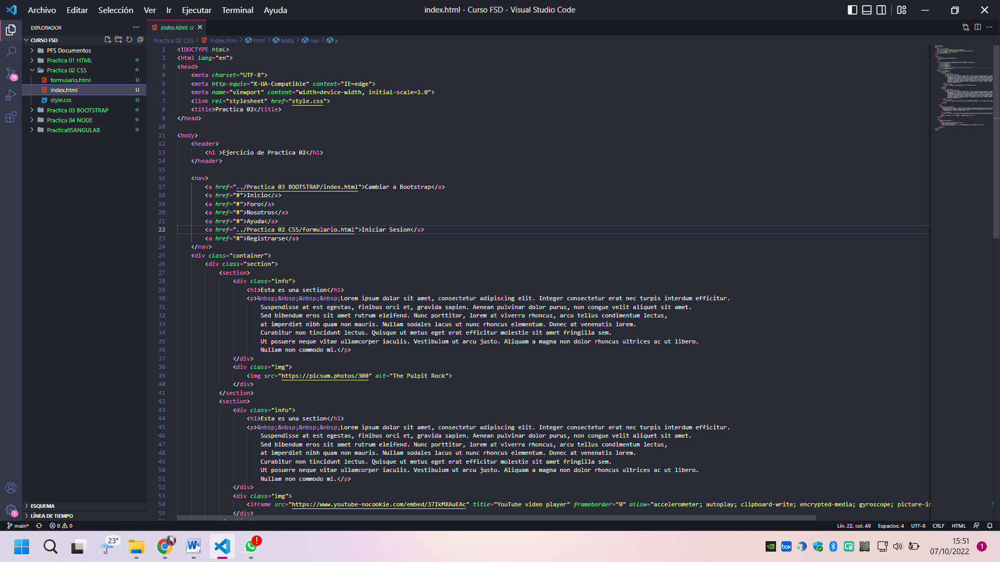 Archivo Editar Selección Ver Ir Ejecutar Terminal Ayuda
index.html - Curso FSD - Visual Studio Code
EXPLORADOR
CURSO FSD
PFS Documentos
Practica 01 HTML
Practica 02 CSS
formulario.html U
index.html U
style.css U
Practica 03 BOOTSTRAP
Practica 04 NODE
Practica05ANGULAR
76
1
ESQUEMA
LÍNEA DE TIEMPO
index.html U
Practica 02 CSS > index.html > html > body > nav > a
1 <!DOCTYPE html>
2 <html lang="en">
3 <head>
4 <meta charset="UTF-8">
5 <meta http-equiv="X-UA-Compatible" content="IE=edge">
6 <meta name="viewport" content="width=device-width, initial-scale=1.0">
7 <link rel="stylesheet" href="style.css">
8 <title>Practica 02</title>
9 </head>
10
11 <body>
12 <header>
13 <h1 >Ejercicio de Practica 02</h1>
14 </header>
15
16 <nav>
17 <a href="../Practica 03 BOOTSTRAP/index.html">Cambiar a Bootstrap</a>
18 <a href="#">Inicio</a>
19 <a href="#">Foro</a>
20 <a href="#">Nosotros</a>
21 <a href="#">Ayuda</a>
22 <a href="../Practica 02 CSS/formulario.html">Iniciar Sesion</a>
23 <a href="#">Registrarse</a>
24 </nav>
25 <div class="container">
26 <div class="section">
27 <section>
28 <div class="info">
29 <h1>Esta es una section</h1>
30 <p>&nbsp;&nbsp;&nbsp;&nbsp;Lorem ipsum dolor sit amet, consectetur adipiscing elit. Integer consectetur erat nec turpis interdum efficitur.
31 Suspendisse at est egestas, finibus orci et, gravida sapien. Aenean pulvinar dolor purus, non congue velit aliquet sit amet.
32 Sed bibendum eros sit amet rutrum eleifend. Nunc porttitor, lorem at viverra rhoncus, arcu tellus condimentum lectus,
33 at imperdiet nibh quam non mauris. Nullam sodales lacus ut nunc rhoncus elementum. Donec at venenatis lorem.
34 Curabitur non tincidunt lectus. Quisque ut metus eget erat efficitur molestie sit amet fringilla sem.
35 Ut posuere neque vitae ullamcorper iaculis. Vestibulum ut arcu justo. Aliquam a magna non dolor rhoncus ultrices ac ut libero.
36 Nullam non commodo mi.</p>
37 </div>
38 <div class="img">
39 <img src="https://picsum.photos/300" alt="The Pulpit Rock">
40 </div>
41 </section>
42 <section>
43 <div class="info">
44 <h1>Esta es una section</h1>
45 <p>&nbsp;&nbsp;&nbsp;&nbsp;Lorem ipsum dolor sit amet, consectetur adipiscing elit. Integer consectetur erat nec turpis interdum efficitur.
46 Suspendisse at est egestas, finibus orci et, gravida sapien. Aenean pulvinar dolor purus, non congue velit aliquet sit amet.
47 Sed bibendum eros sit amet rutrum eleifend. Nunc porttitor, lorem at viverra rhoncus, arcu tellus condimentum lectus,
48 at imperdiet nibh quam non mauris. Nullam sodales lacus ut nunc rhoncus elementum. Donec at venenatis lorem.
49 Curabitur non tincidunt lectus. Quisque ut metus eget erat efficitur molestie sit amet fringilla sem.
50 Ut posuere neque vitae ullamcorper iaculis. Vestibulum ut arcu justo. Aliquam a magna non dolor rhoncus ultrices ac ut libero.
51 Nullam non commodo mi.</p>
52 </div>
53 <div class="img">
54 <iframe src="https://www.youtube-nocookie.com/embed/37IkMXAuEAc" title="YouTube video player" frameborder="0" allow="accelerometer; autoplay; clipboard-write; encrypted-media; gyroscope; picture-in
55 </div>
main* 0 0
Lín. 22, col. 49 Espacios: 4 UTF-8 CRLF HTML
23°
W
!
box
15:51
07/10/2022
1